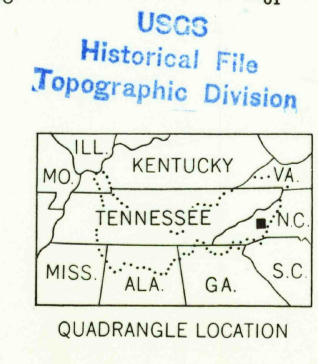 USGS
Historical File
Topographic Division
ILL.
MO.
KENTUCKY
VA.
TENNESSEE
N.C.
MISS.
ALA.
GA.
S.C.
QUADRANGLE LOCATION